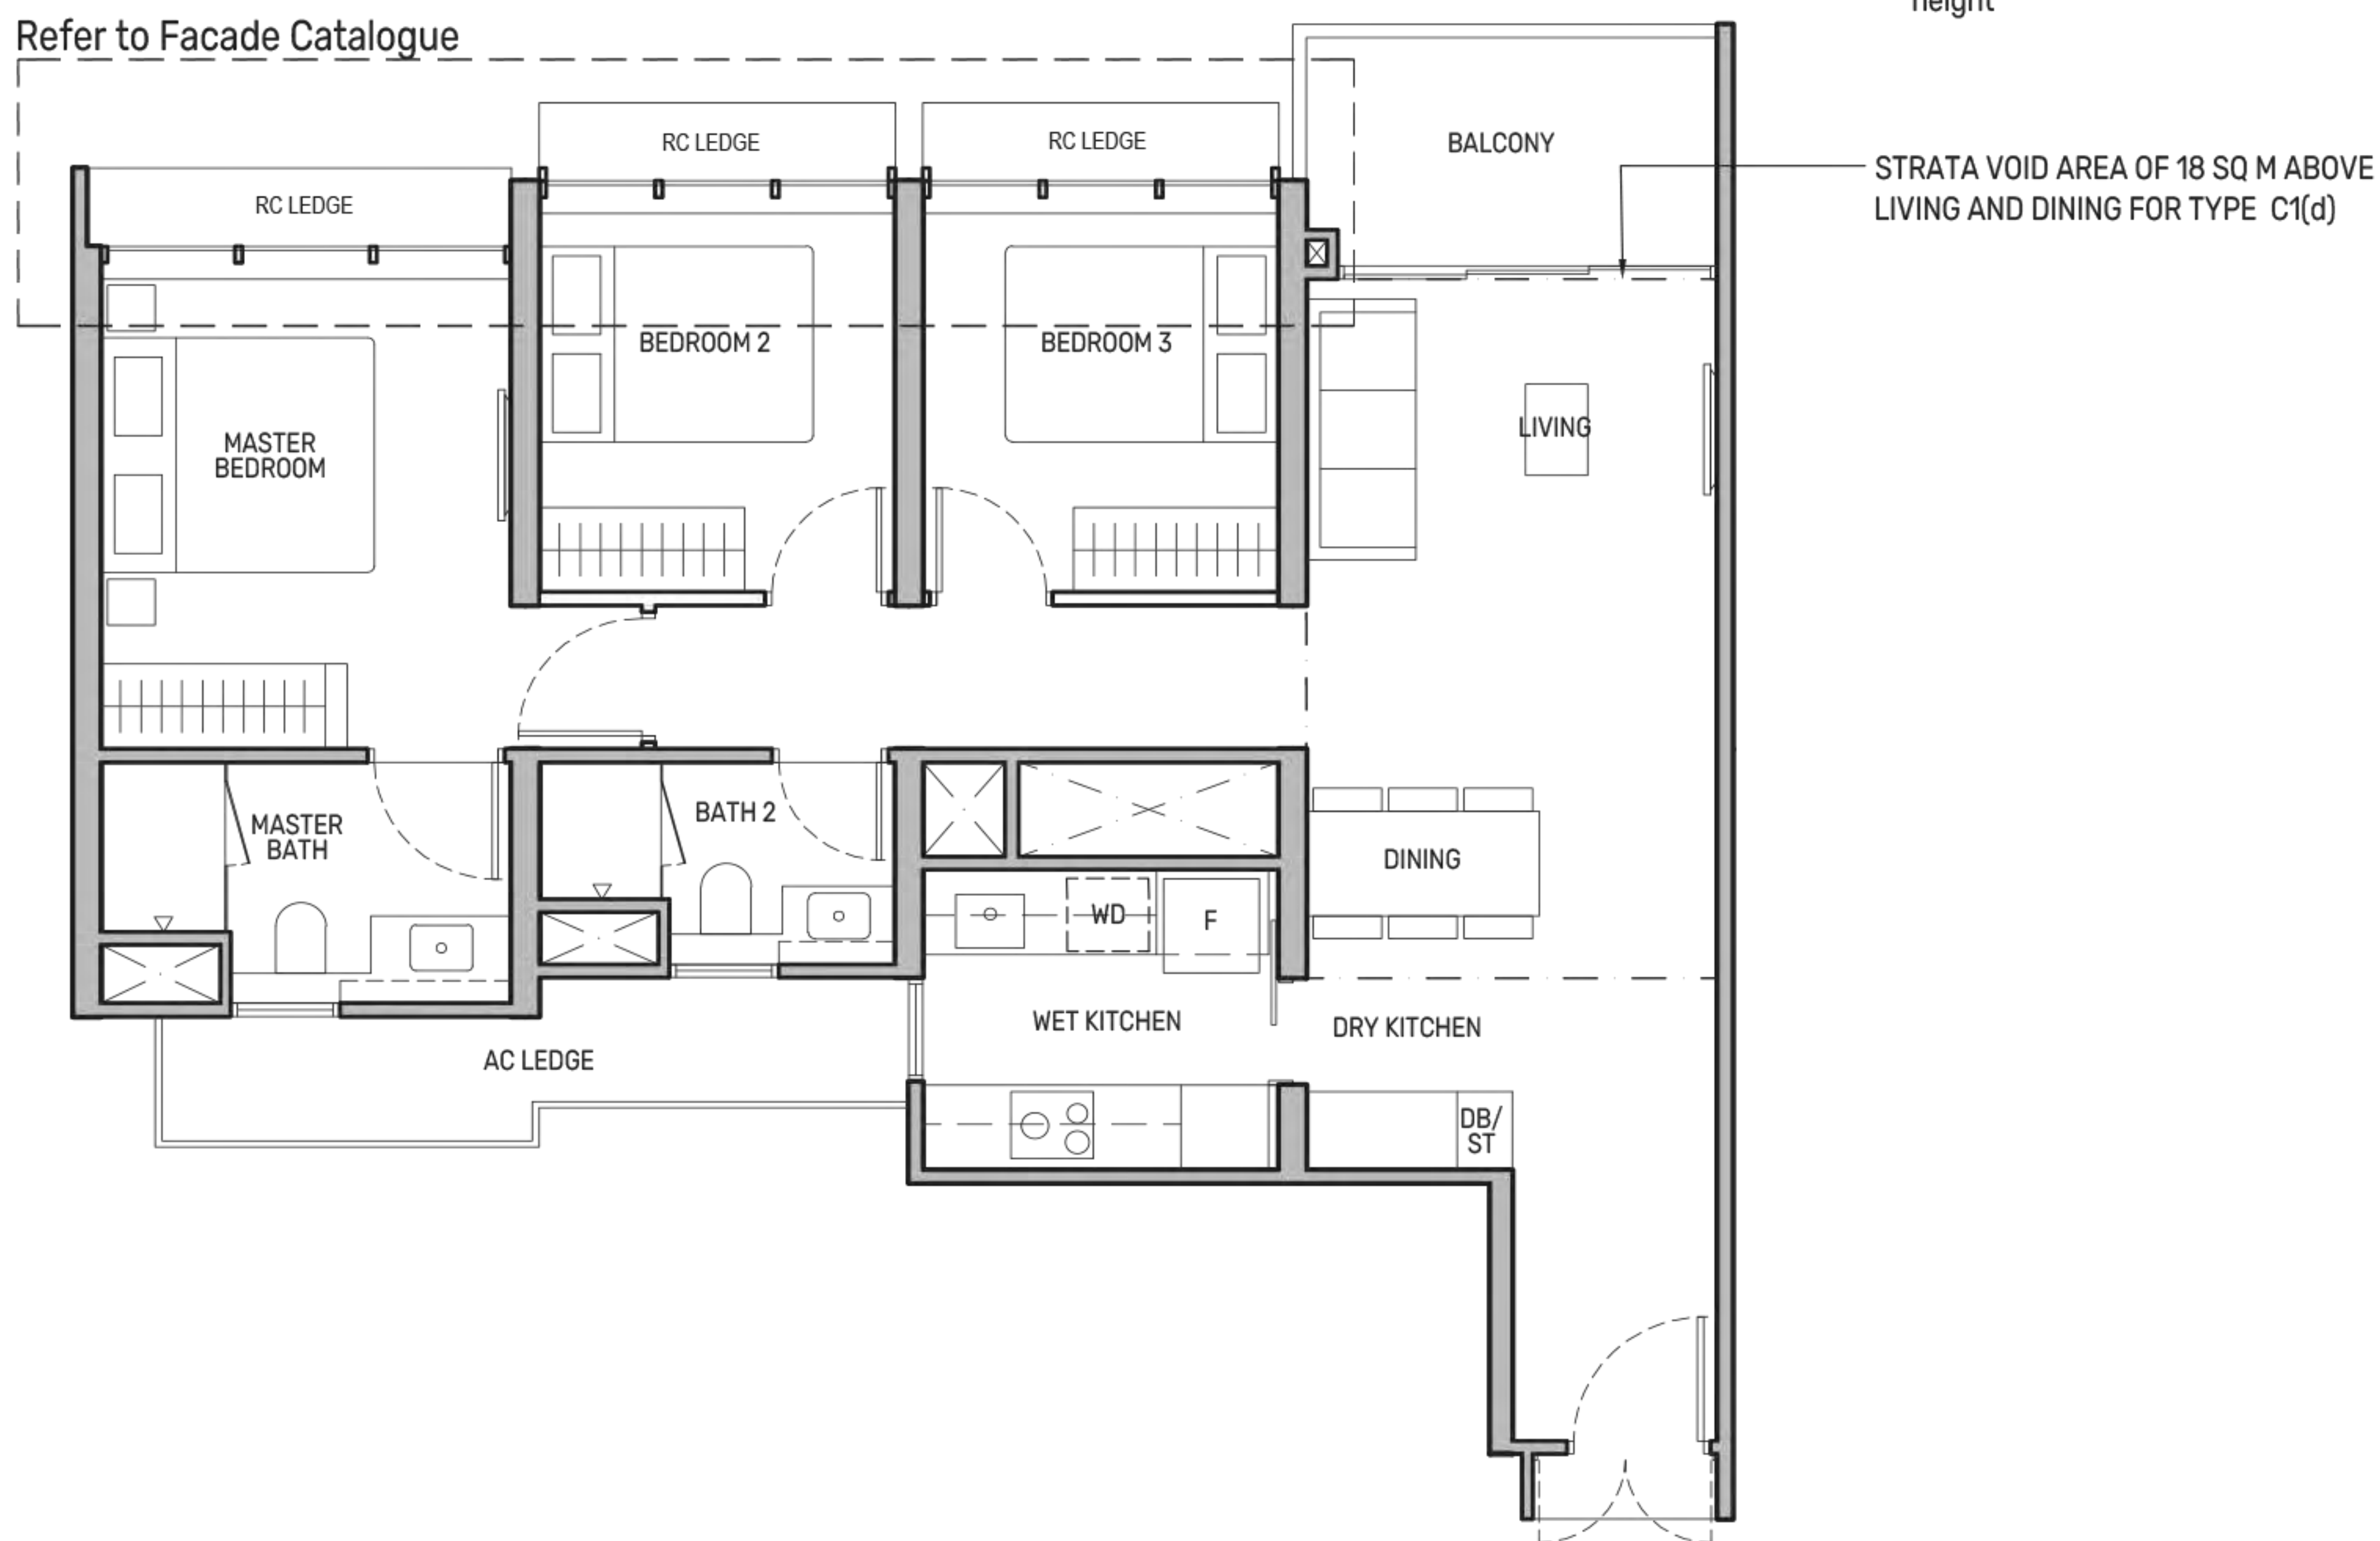 height
Refer to Facade Catalogue
RC LEDGE
RC LEDGE
BALCONY
STRATA VOID AREA OF 18 SQ M ABOVE
LIVING AND DINING FOR TYPE C1(d)
RC LEDGE
BEDROOM 2
BEDROOM 3
LIVING
MASTER
BEDROOM
MASTER
BATH
BATH 2
DINING
WD
F
WET KITCHEN
DRY KITCHEN
AC LEDGE
DB/
ST